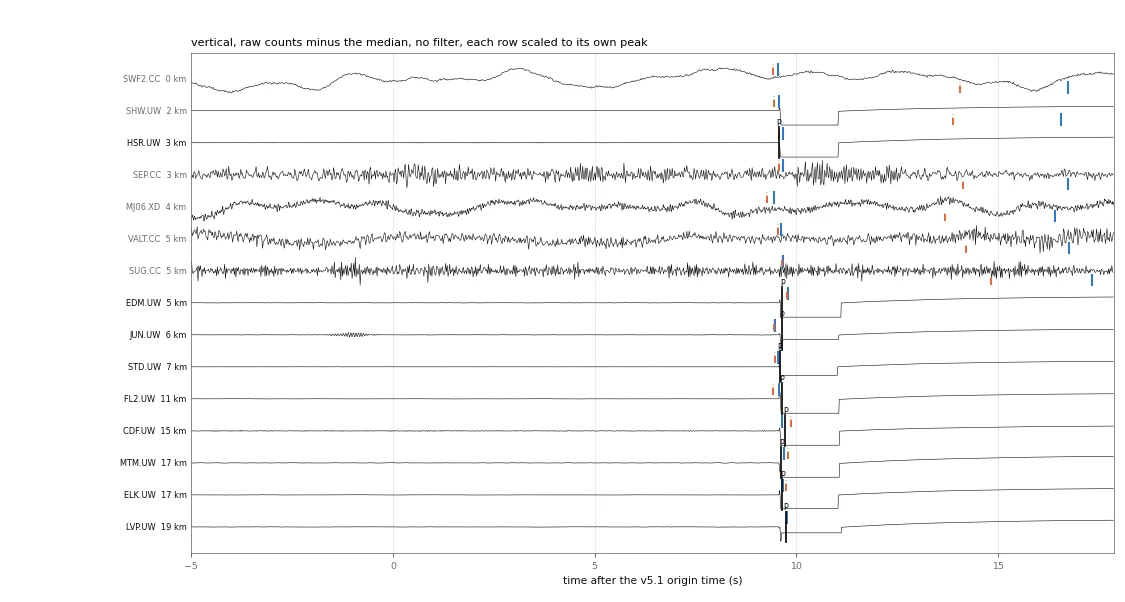 vertical, raw counts minus the median, no filter, each row scaled to its own peak
SWF2.CC 0 km
SHW.UW 2 km
P
HSR.UW 3 km
SEP.CC 3 km
MJ06.XD 4 km
VALT.CC 5 km
SUG.CC 5 km
P
EDM.UW 5 km
P
JUN.UW 6 km
P
STD.UW 7 km
P
FL2.UW 11 km
P
CDF.UW 15 km
P
MTM.UW 17 km
P
ELK.UW 17 km
P
LVP.UW 19 km
−5 0 5 10 15
time after the v5.1 origin time (s)